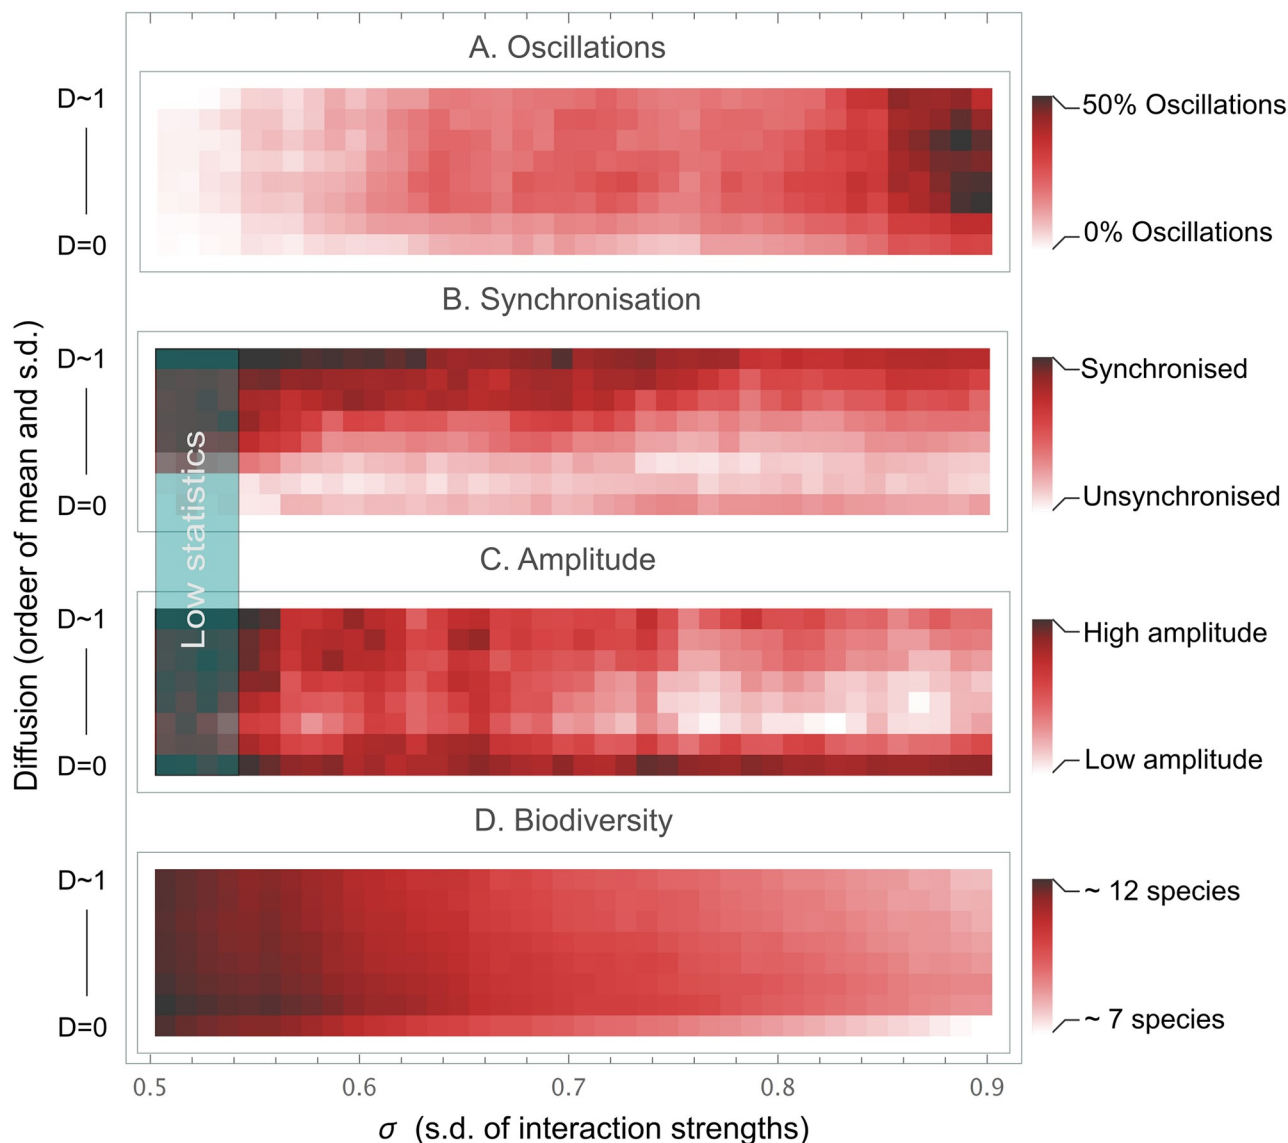 A. Oscillations
D~1
D=0
50% Oscillations
0% Oscillations
B. Synchronisation
D~1
D=0
Synchronised
Unsynchronised
Low statistics
C. Amplitude
D~1
D=0
High amplitude
Low amplitude
D. Biodiversity
D~1
D=0
~ 12 species
~ 7 species
Diffusion (ordeer of mean and s.d.)
0.5 0.6 0.7 0.8 0.9
σ (s.d. of interaction strengths)